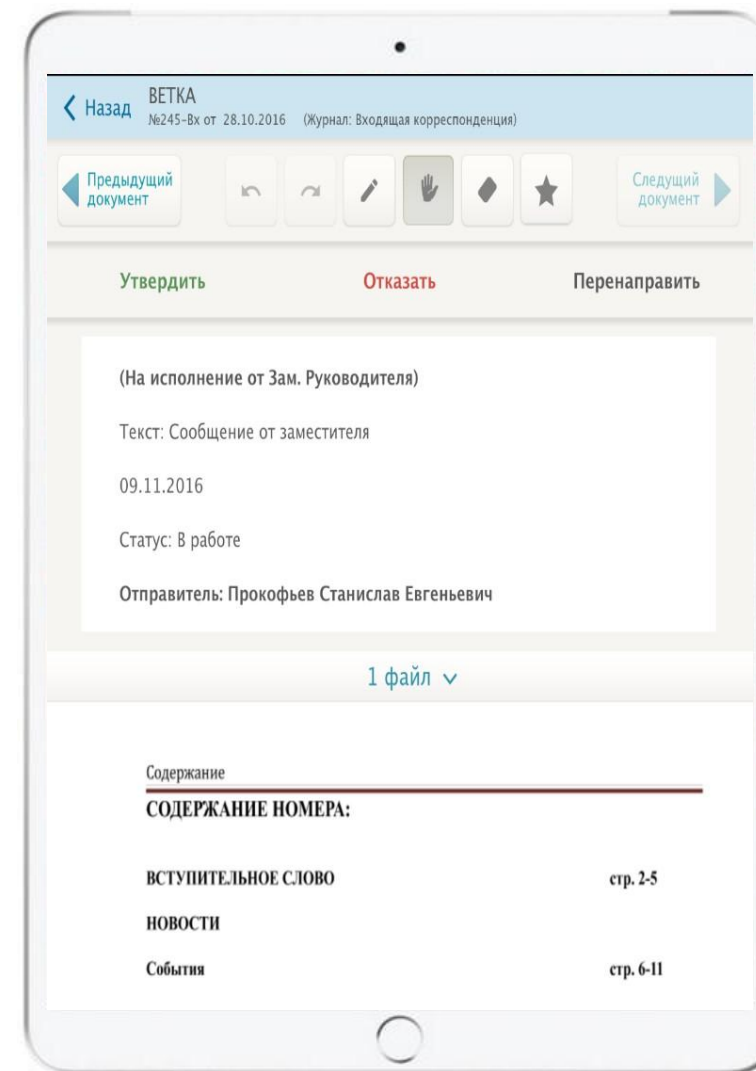 Назад
ВЕТКА
№245-Вх от 28.10.2016 (Журнал: Входящая корреспонденция)
Предыдущий
документ
Следущий
документ
Утвердить Отказать Перенаправить
(На исполнение от Зам. Руководителя)
Текст: Сообщение от заместителя
09.11.2016
Статус: В работе
Отправитель: Прокофьев Станислав Евгеньевич
1 файл
Содержание
СОДЕРЖАНИЕ НОМЕРА:
ВСТУПИТЕЛЬНОЕ СЛОВО стр. 2-5
НОВОСТИ
События стр. 6-11